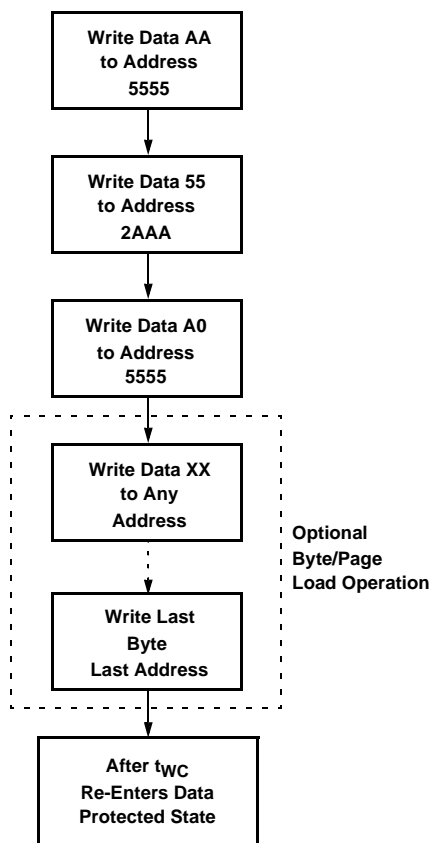 Write Data AA
to Address
5555
Write Data 55
to Address
2AAA
Write Data A0
to Address
5555
Write Data XX
to Any
Address
Optional
Byte/Page
Load Operation
Write Last
Byte
Last Address
After tWC
Re-Enters Data
Protected State